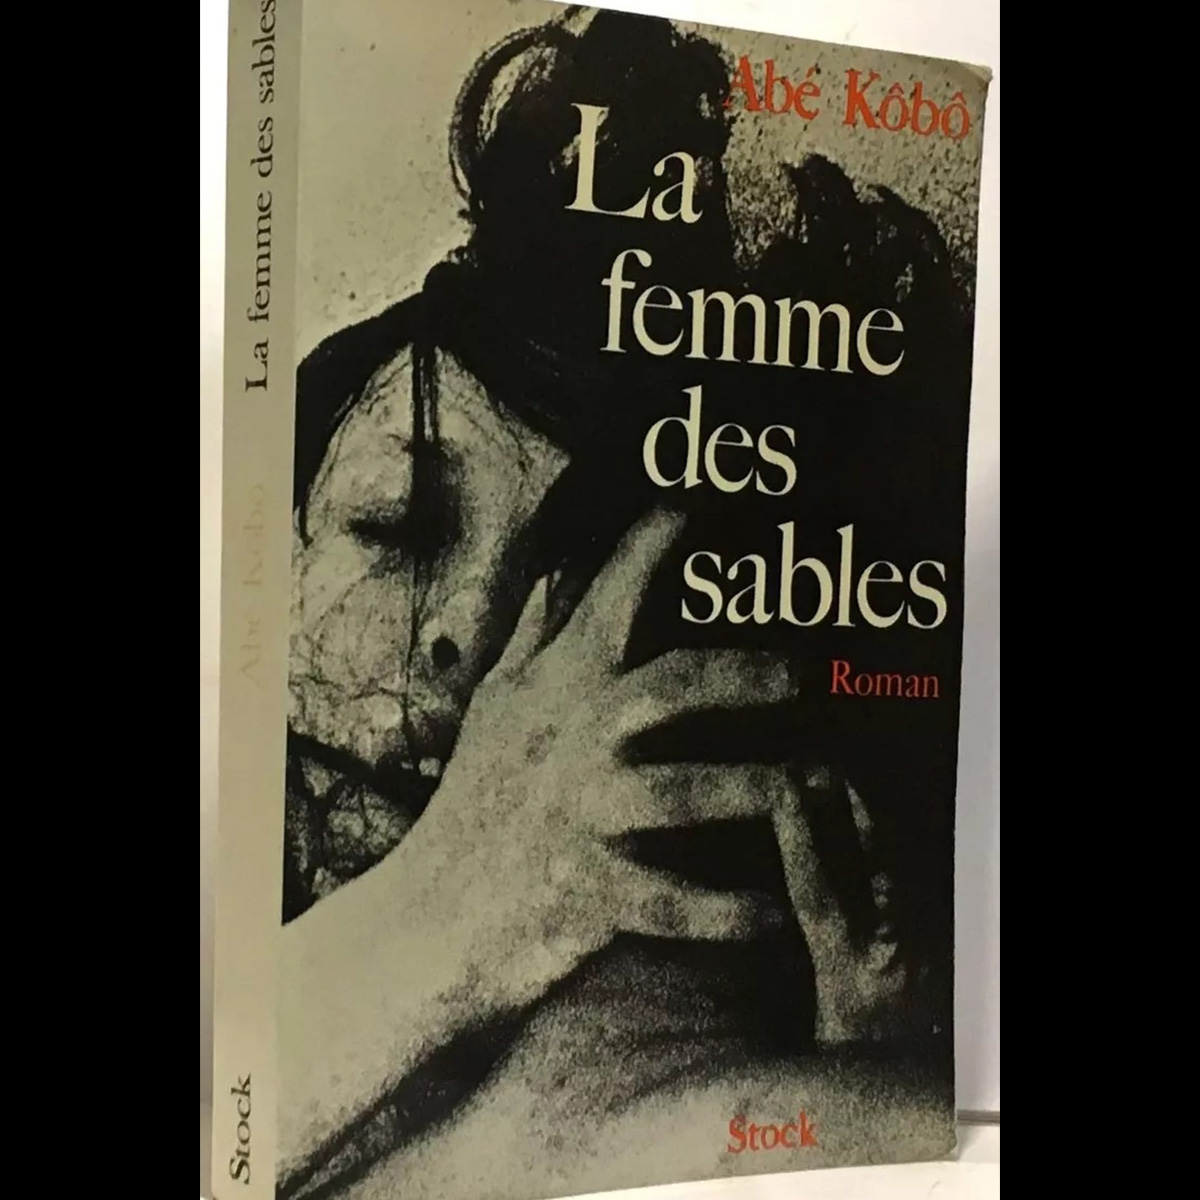 Abé Kôbô
La
femme
des
sables
Roman
Stock
La femme des sables
Abé Kôbô
Stock